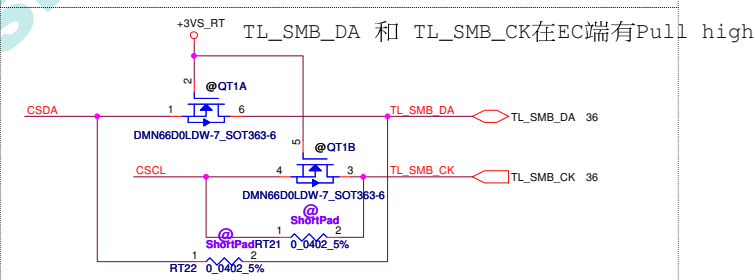 +3VS_RT
TL_SMB_DA 和 TL_SMB_CK在EC端有Pull high
2
@QT1A
CSDA
1
6
TL_SMB_DA
TL_SMB_DA 36
DMN66D0LDW-7_SOT363-6
5
@QT1B
CSCL
4
3
TL_SMB_CK
TL_SMB_CK 36
DMN66D0LDW-7_SOT363-6
@
ShortPad
1
2
RT21 0_0402_5%
@
ShortPad
1
2
RT22 0_0402_5%